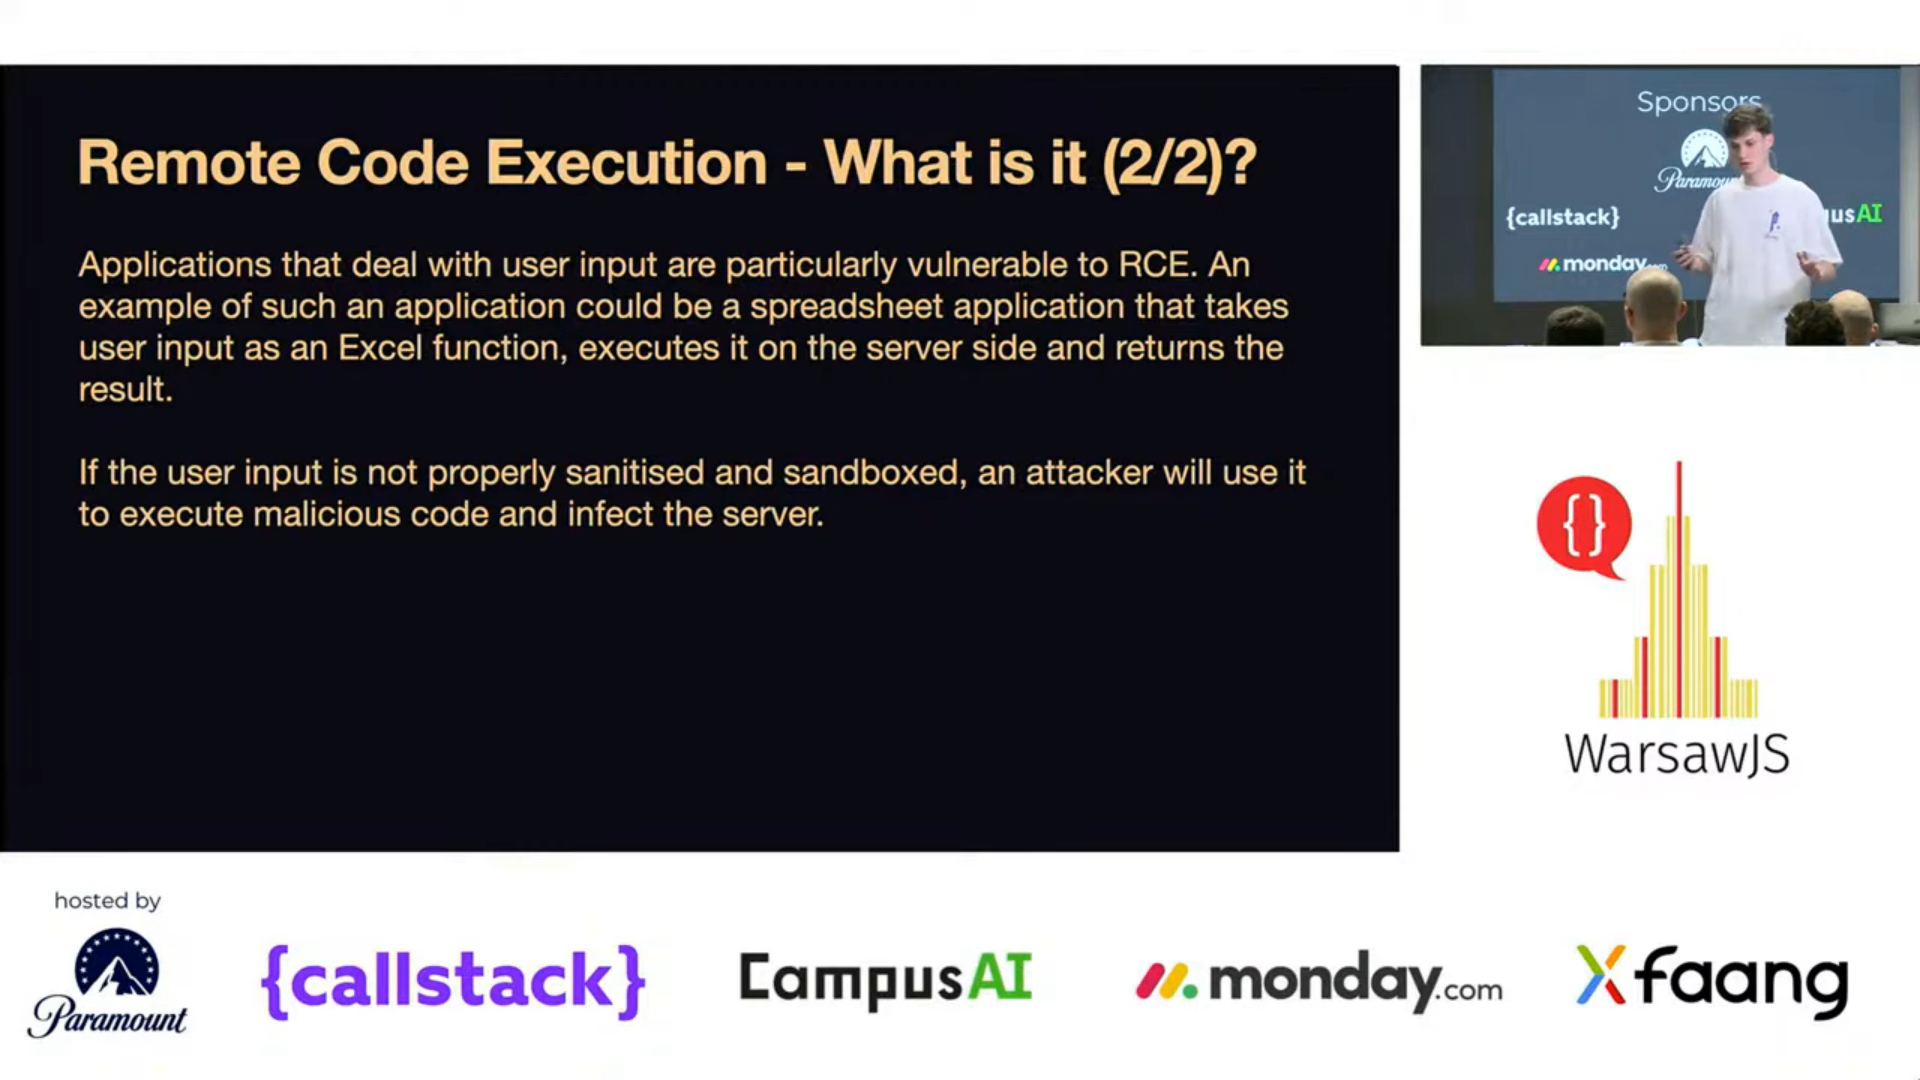 Remote Code Execution - What is it (2/2)?
Applications that deal with user input are particularly vulnerable to RCE. An
example of such an application could be a spreadsheet application that takes
user input as an Excel function, executes it on the server side and returns the
result.
If the user input is not properly sanitised and sandboxed, an attacker will use it
to execute malicious code and infect the server.
Sponsors
{callstack}
monday
{}
WarsawJS
hosted by
Paramount
{callstack}
CampusAI
monday.com
Xfaang